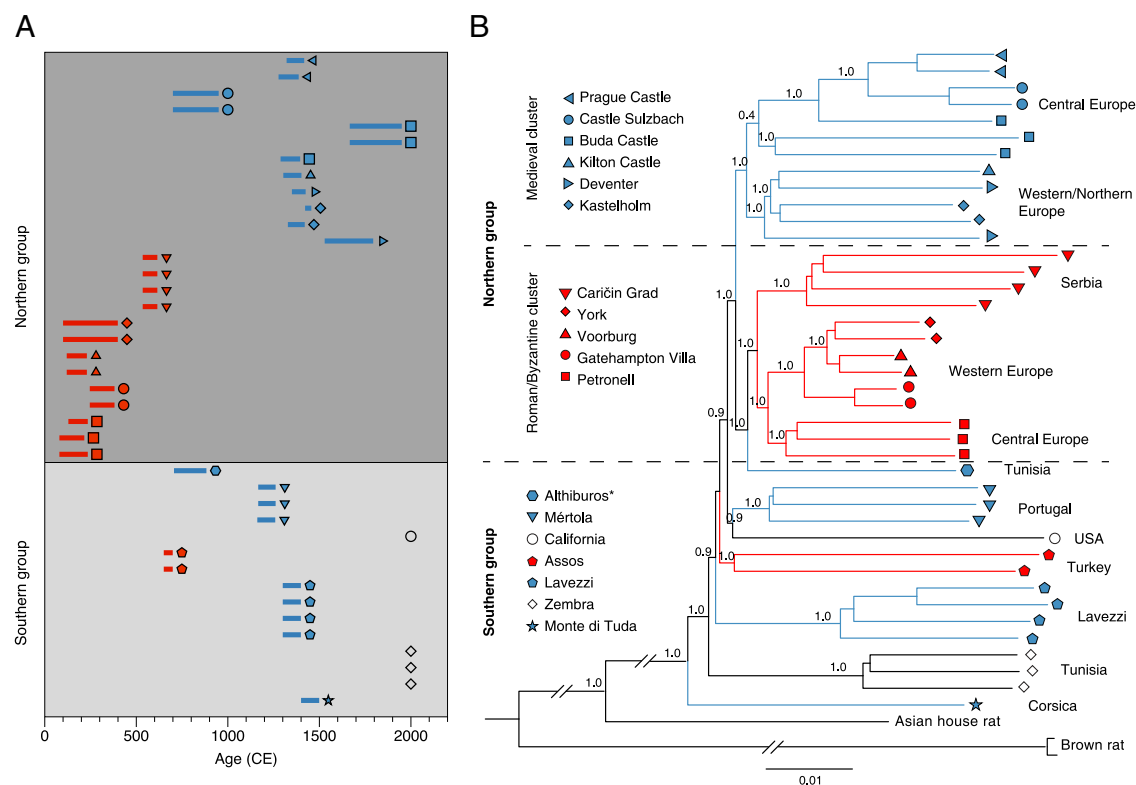 A
B
Northern group
Southern group
0
500
1000
1500
2000
Age (CE)
Northern group
Medieval cluster
Prague Castle
Castle Sulzbach
Buda Castle
Kilton Castle
Deventer
Kastelholm
Roman/Byzantine cluster
Caričin Grad
York
Voorburg
Gatehampton Villa
Petronell
Southern group
Althiburos*
Mértola
California
Assos
Lavezzi
Zembra
Monte di Tuda
1.0
1.0
0.4
1.0
1.0
1.0
1.0
1.0
1.0
1.0
1.0
1.0
0.9
1.0
0.9
1.0
0.9
1.0
1.0
1.0
1.0
Central Europe
Western/Northern
Europe
Serbia
Western Europe
Central Europe
Tunisia
Portugal
USA
Turkey
Lavezzi
Tunisia
Corsica
Asian house rat
Brown rat
0.01